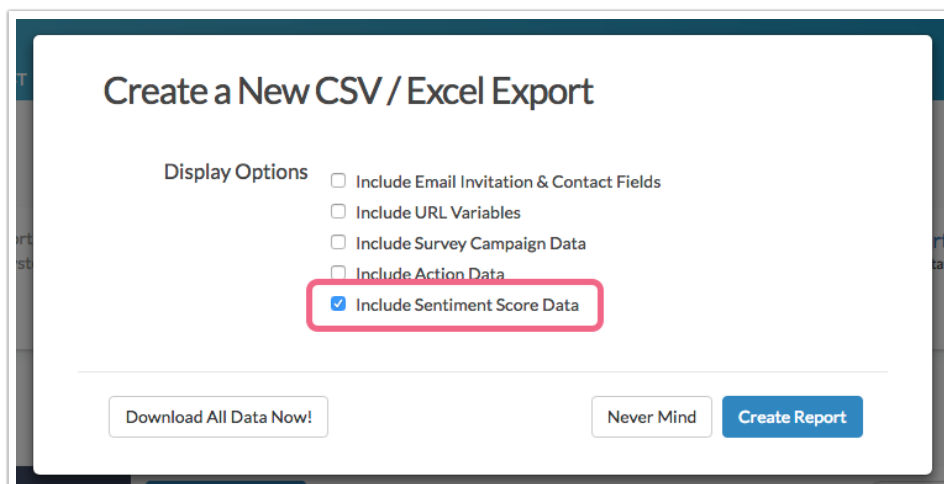 Create a New CSV / Excel Export
Display Options
Include Email Invitation & Contact Fields
Include URL Variables
Include Survey Campaign Data
Include Action Data
Include Sentiment Score Data
Download All Data Now!
Never Mind
Create Report